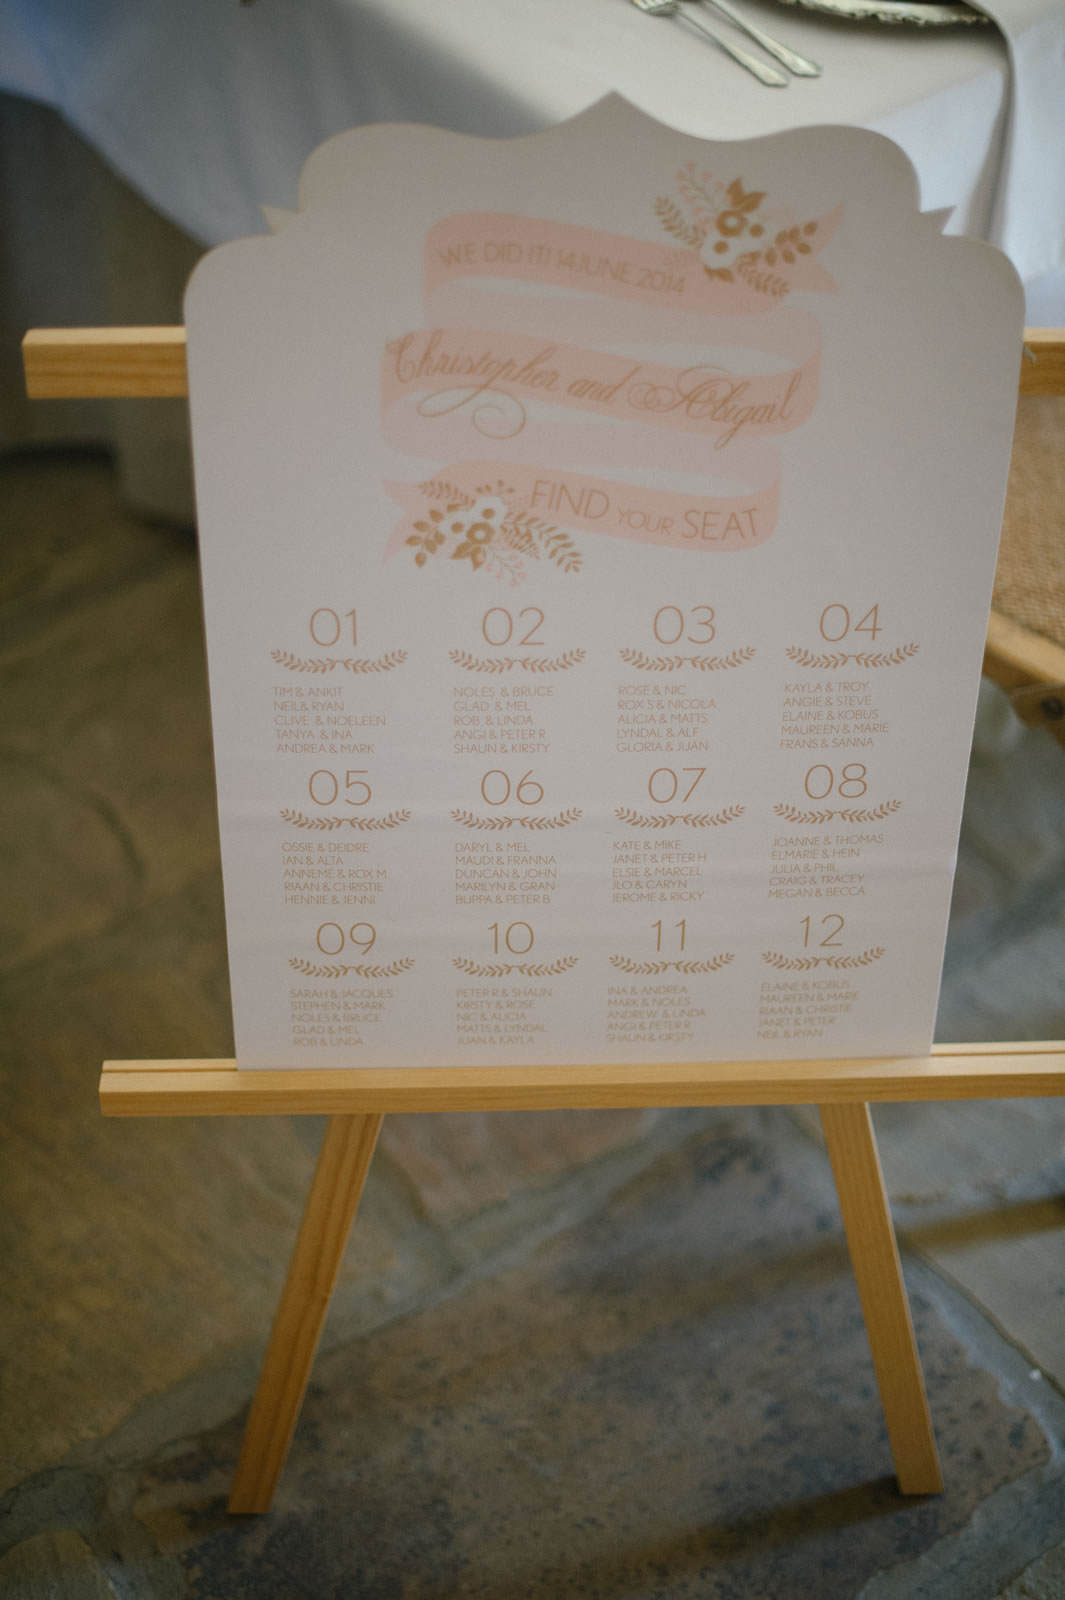 WE DID IT! 14 JUNE 2014
Christopher and Abigail
FIND YOUR SEAT
01
TIM & ANKIT
NEIL & RYAN
CLIVE & NOELEEN
TANYA & INA
ANDREA & MARK
02
NOLES & BRUCE
GLAD & MEL
ROB & LINDA
ANGI & PETER R
SHAUN & KIRSTY
03
ROSE & NIC
ROX S & NICOLA
ALICIA & MATTS
LYNDAL & ALF
GLORIA & JUAN
04
KAYLA & TROY
ANGIE & STEVE
ELAINE & KOBUS
MAUREEN & MARIE
FRANS & SANNA
05
OSSIE & DEIDRE
IAN & ALTA
ANNEMÉ & ROX M
RIAAN & CHRISTIE
HENNIE & JENNI
06
DARYL & MEL
MAUDI & FRANNA
DUNCAN & JOHN
MARILYN & GRAN
BUPPA & PETER B
07
KATE & MIKE
JANET & PETER H
ELSIE & MARCEL
JLO & CARYN
JEROME & RICKY
08
JOANNE & THOMAS
ELMARIE & HEIN
JULIA & PHIL
CRAIG & TRACEY
MEGAN & BECCA
09
SARAH & JACQUES
STEPHEN & MARK
NOLES & BRUCE
GLAD & MEL
ROB & LINDA
10
PETER R & SHAUN
KIRSTY & ROSE
NIC & ALICIA
MATTS & LYNDAL
JUAN & KAYLA
11
INA & ANDREA
MARK & NOLES
ANDREW & LINDA
ANGI & PETER R
SHAUN & KIRSTY
12
ELAINE & KOBUS
MAUREEN & MARIE
RIAAN & CHRISTIE
JANET & PETER
NEIL & RYAN